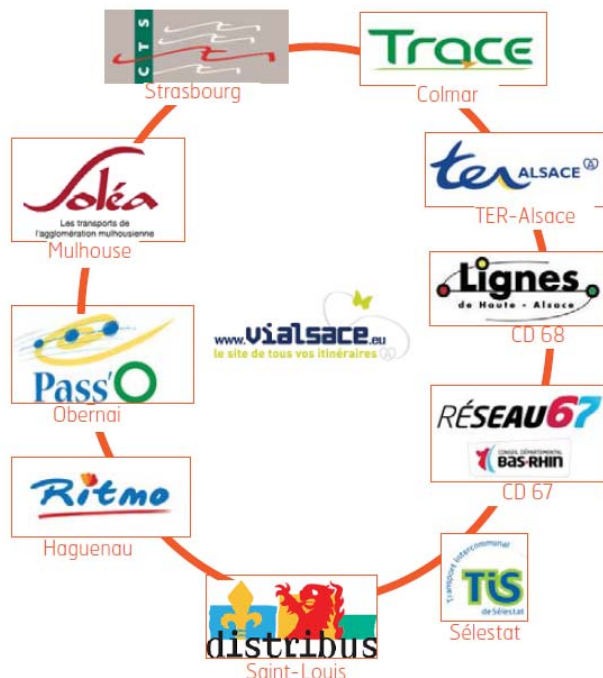 CTS
Strasbourg
Trace
Colmar
ter ALSACE
TER-Alsace
Lignes
de Haute - Alsace
CD 68
RÉSEAU67
CONSEIL DÉPARTEMENTAL
BAS-RHIN
CD 67
Transport Intercommunal
TIS
de Sélestat
Sélestat
distribus
Saint-Louis
Ritmo
Haguenau
Pass'O
Obernai
Soléa
Les transports de
l'agglomération mulhousienne
Mulhouse
www.vialsace.eu
le site de tous vos itinéraires